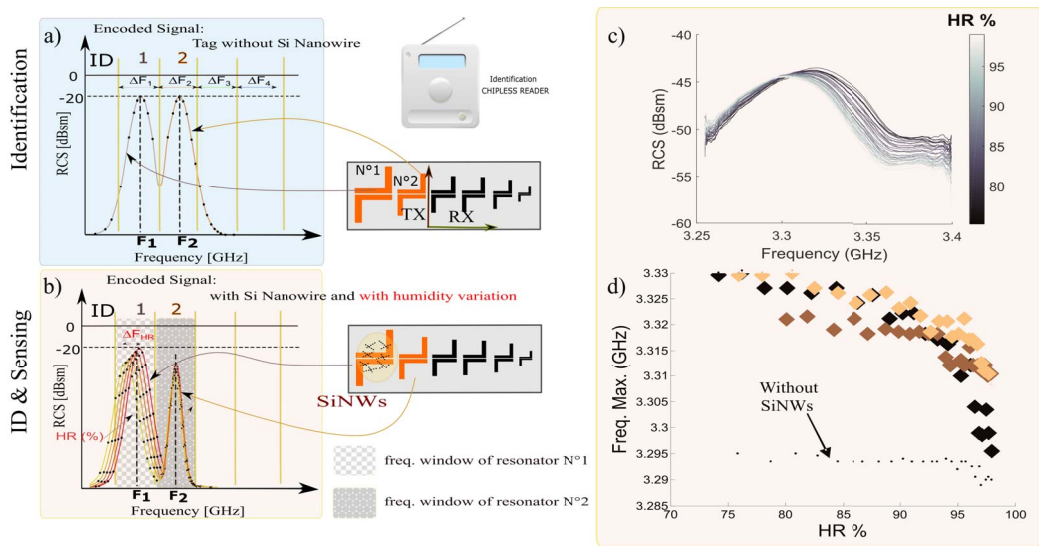 Identification
a)
Encoded Signal:
Tag without Si Nanowire
ID
1
2
0
ΔF1
ΔF2
ΔF3
ΔF4
-20
RCS [dBsm]
F1
F2
Frequency [GHz]
Identification
CHIPLESS READER
N°1
N°2
TX
RX
ID & Sensing
b)
Encoded Signal:
with Si Nanowire and with humidity variation
ID
1
2
0
ΔFHR
-20
RCS [dBsm]
HR (%)
F1
F2
Frequency [GHz]
SiNWs
freq. window of resonator N°1
freq. window of resonator N°2
c)
HR %
-40
-45
-50
-55
-60
RCS (dBsm)
3.25
3.3
3.35
3.4
Frequency (GHz)
95
90
85
80
d)
3.33
3.325
3.32
3.315
3.31
3.305
3.3
3.295
3.29
3.285
Freq. Max. (GHz)
Without
SiNWs
70
75
80
85
90
95
100
HR %